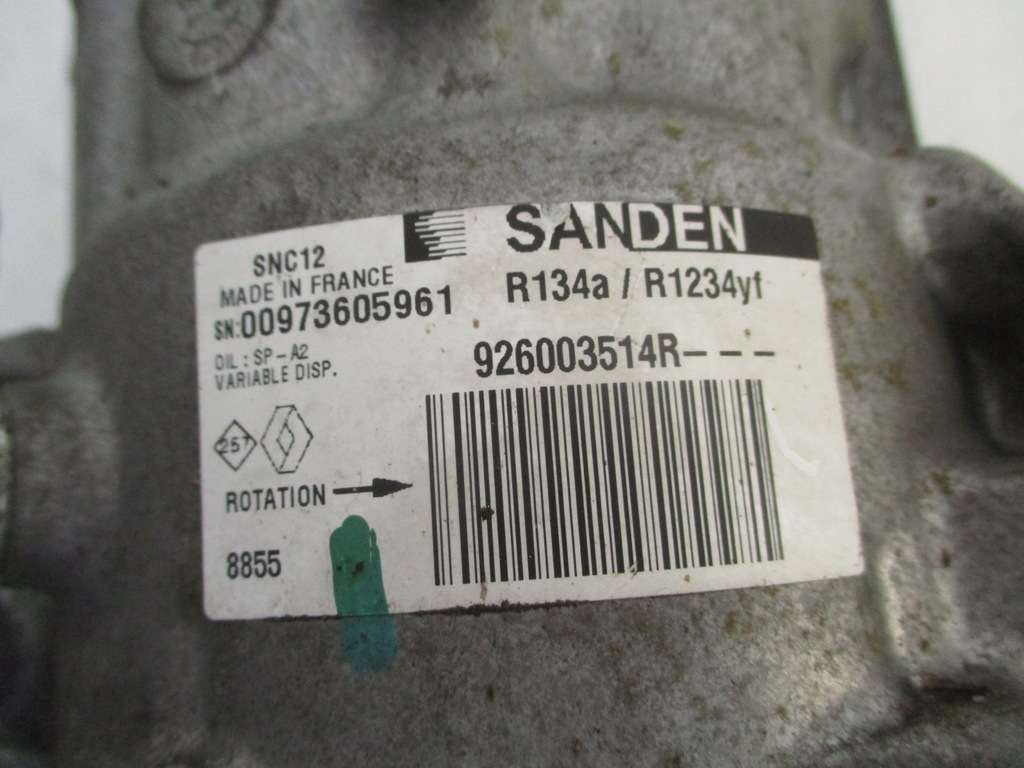 SANDEN
SNC12
MADE IN FRANCE
R134a / R1234yf
SN:00973605961
926003514R---
OIL : SP-A2
VARIABLE DISP.
257
ROTATION
8855